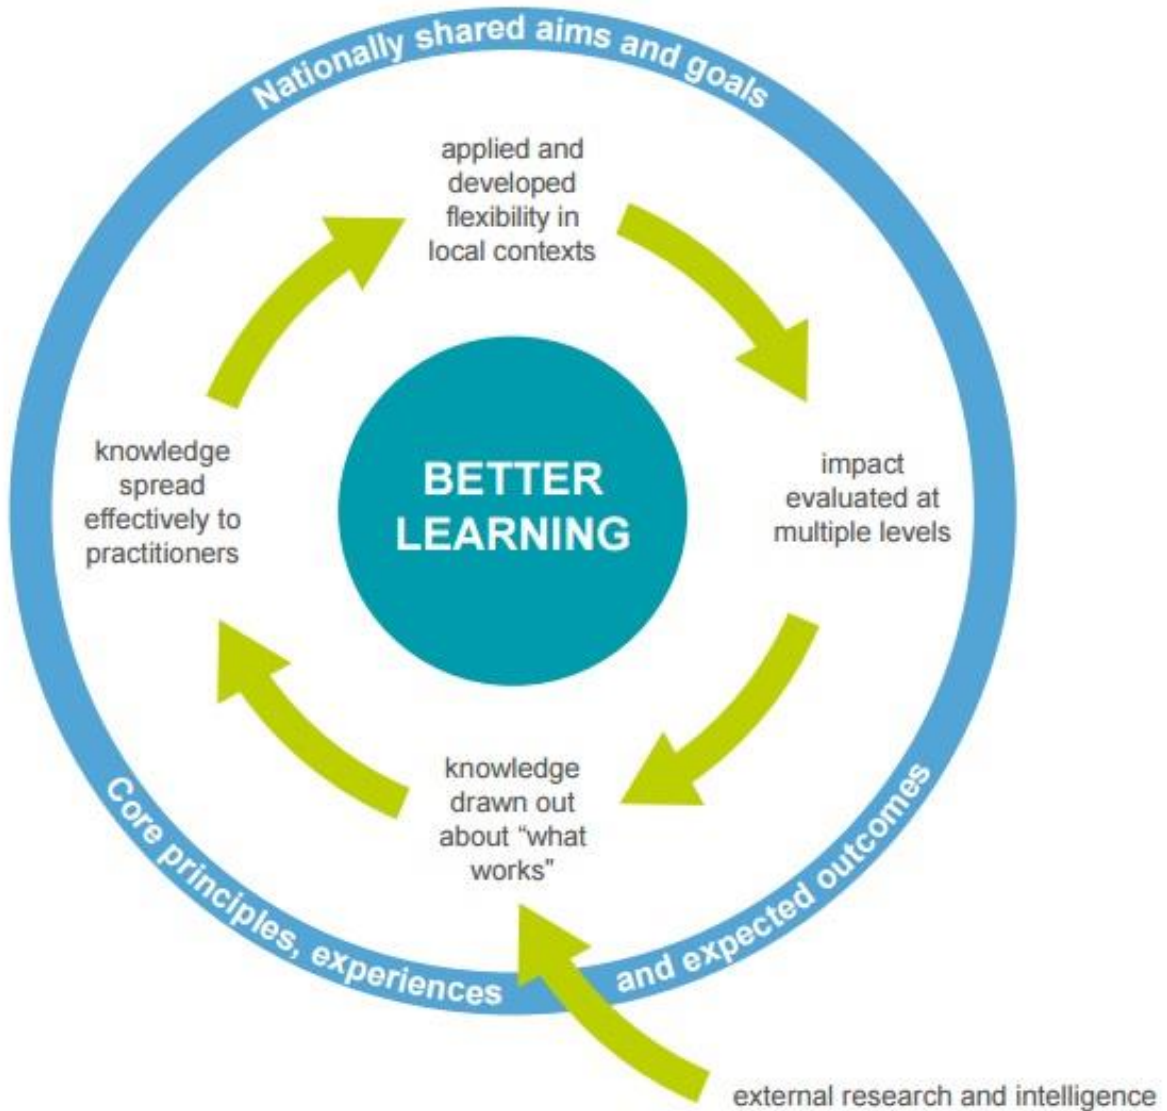 Nationally shared aims and goals
applied and
developed
flexibility in
local contexts
knowledge
spread
effectively to
practitioners
BETTER
LEARNING
impact
evaluated at
multiple levels
knowledge
drawn out
about “what
works"
Core principles, experiences and expected outcomes
external research and intelligence